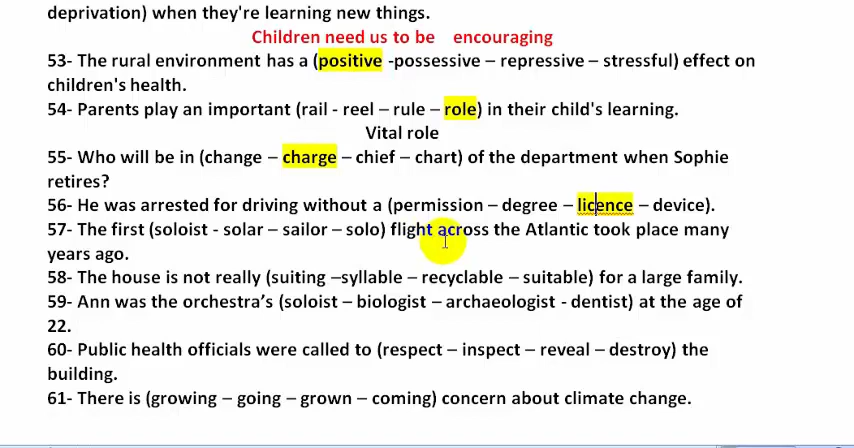 deprivation) when they're learning new things.
Children need us to be encouraging
53- The rural environment has a (positive -possessive – repressive – stressful) effect on
children's health.
54- Parents play an important (rail - reel – rule – role) in their child's learning.
Vital role
55- Who will be in (change – charge – chief – chart) of the department when Sophie
retires?
56- He was arrested for driving without a (permission – degree – licence – device).
57- The first (soloist - solar – sailor – solo) flight across the Atlantic took place many
years ago.
58- The house is not really (suiting –syllable – recyclable – suitable) for a large family.
59- Ann was the orchestra’s (soloist – biologist – archaeologist - dentist) at the age of
22.
60- Public health officials were called to (respect – inspect – reveal – destroy) the
building.
61- There is (growing – going – grown – coming) concern about climate change.